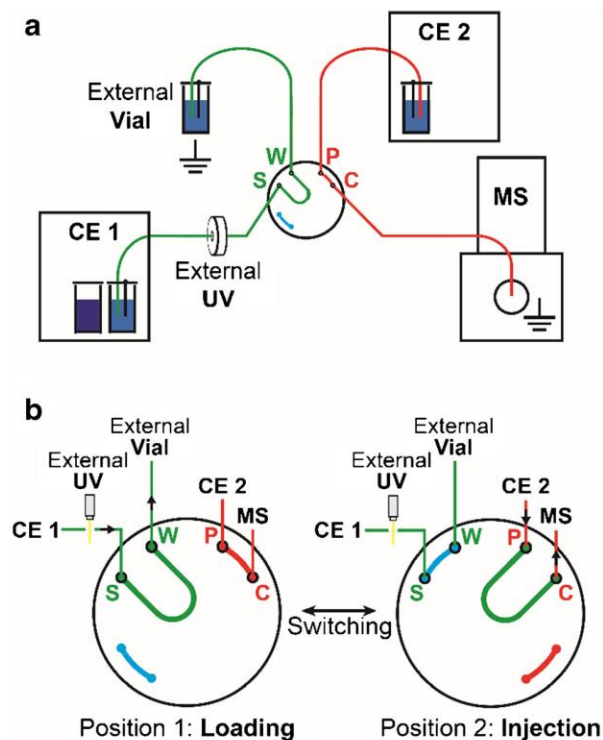 a
CE 2
External
Vial
W
P
S
C
CE 1
MS
External
UV
b
External
Vial
External
UV
CE 2
MS
CE 1
W
P
S
C
External
Vial
External
UV
CE 2
MS
CE 1
W
P
S
C
Switching
Position 1: Loading
Position 2: Injection